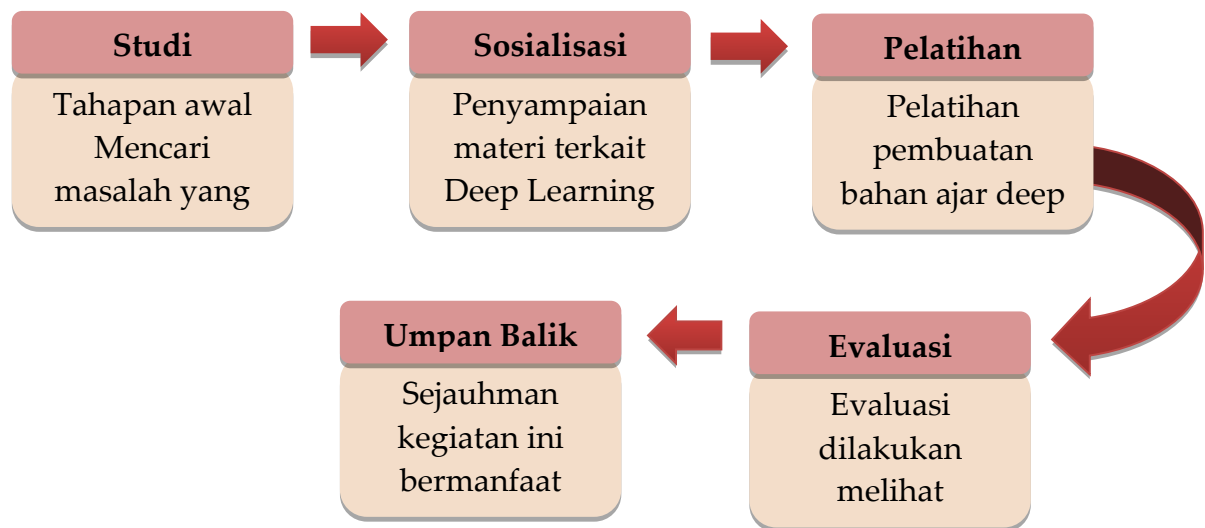 Studi
Tahapan awal
Mencari
masalah yang
Sosialisasi
Penyampaian
materi terkait
Deep Learning
Pelatihan
Pelatihan
pembuatan
bahan ajar deep
Evaluasi
Evaluasi
dilakukan
melihat
Umpan Balik
Sejauhman
kegiatan ini
bermanfaat